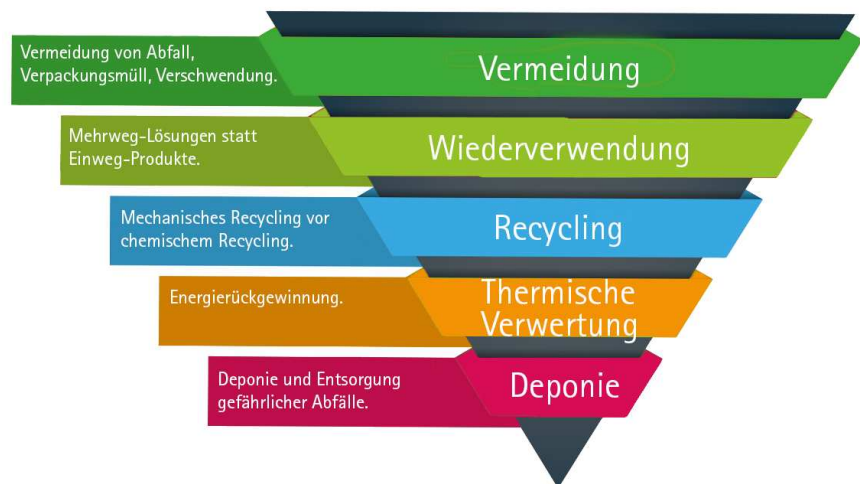 Vermeidung von Abfall,
Verpackungsmüll, Verschwendung.
Vermeidung
Mehrweg-Lösungen statt
Einweg-Produkte.
Wiederverwendung
Mechanisches Recycling vor
chemischem Recycling.
Recycling
Energierückgewinnung.
Thermische
Verwertung
Deponie und Entsorgung
gefährlicher Abfälle.
Deponie